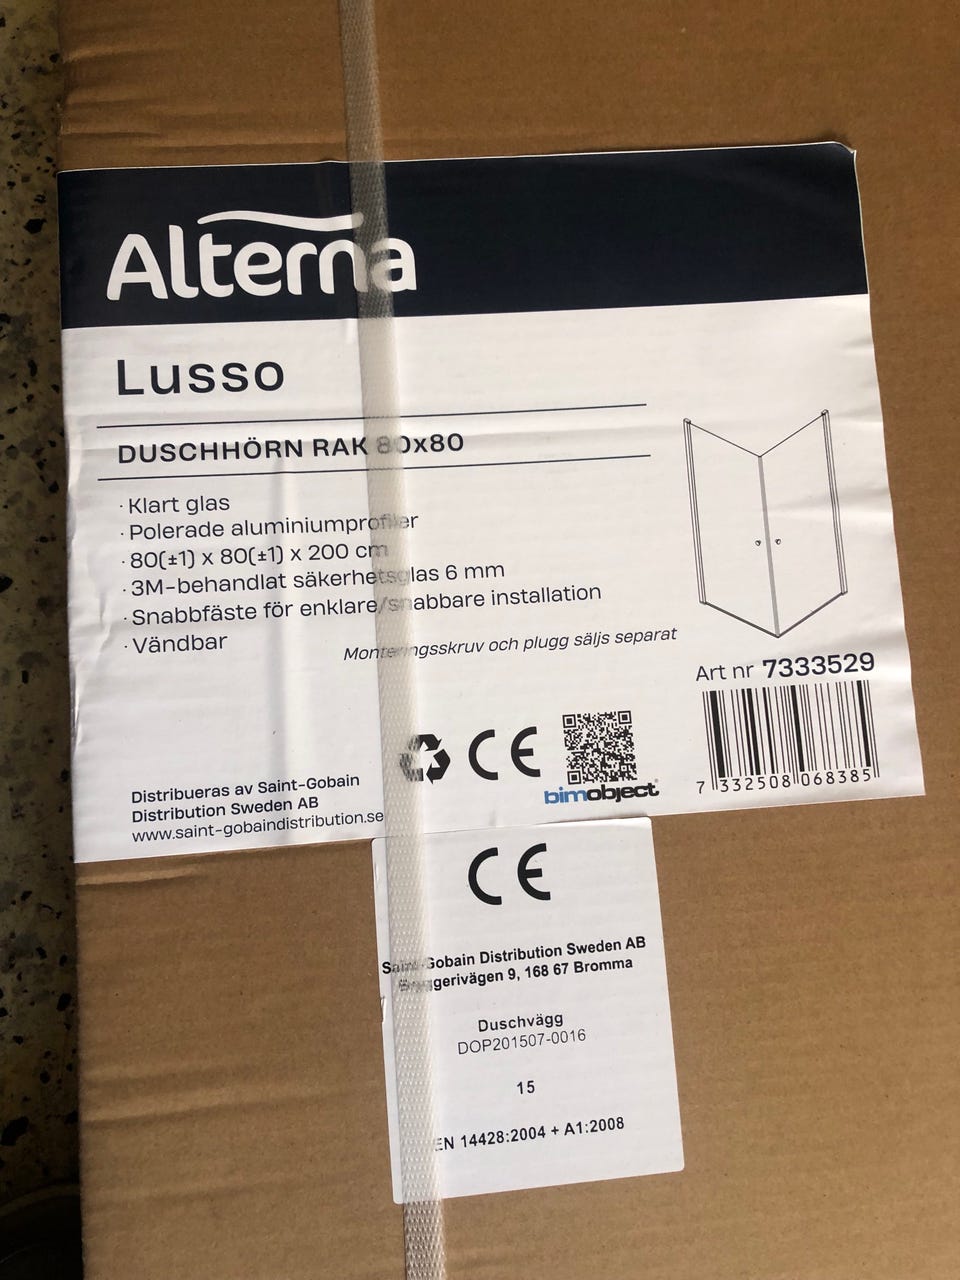 Alterna
Lusso
DUSCHHÖRN RAK 80x80
· Klart glas
· Polerade aluminiumprofiler
· 80(±1) x 80(±1) x 200 cm
· 3M-behandlat säkerhetsglas 6 mm
· Snabbfäste för enklare/snabbare installation
· Vändbar
Monteringsskruv och plugg säljs separat
Art nr 7333529
CE
bimobject®
7 332508 068385
Distribueras av Saint-Gobain
Distribution Sweden AB
www.saint-gobaindistribution.se
CE
Saint-Gobain Distribution Sweden AB
Bryggerivägen 9, 168 67 Bromma
Duschvägg
DOP201507-0016
15
EN 14428:2004 + A1:2008